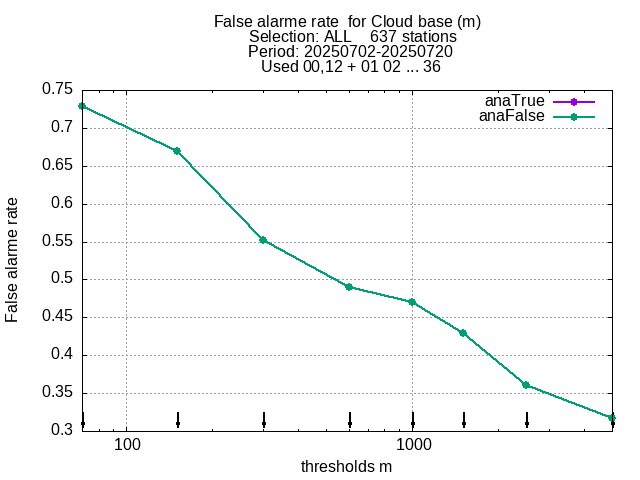 False alarme rate  for Cloud base (m)
Selection: ALL    637 stations
Period: 20250702-20250720
Used 00,12 + 01 02 ... 36
anaTrue
anaFalse
False alarme rate
0.75
0.7
0.65
0.6
0.55
0.5
0.45
0.4
0.35
0.3
100
1000
thresholds m